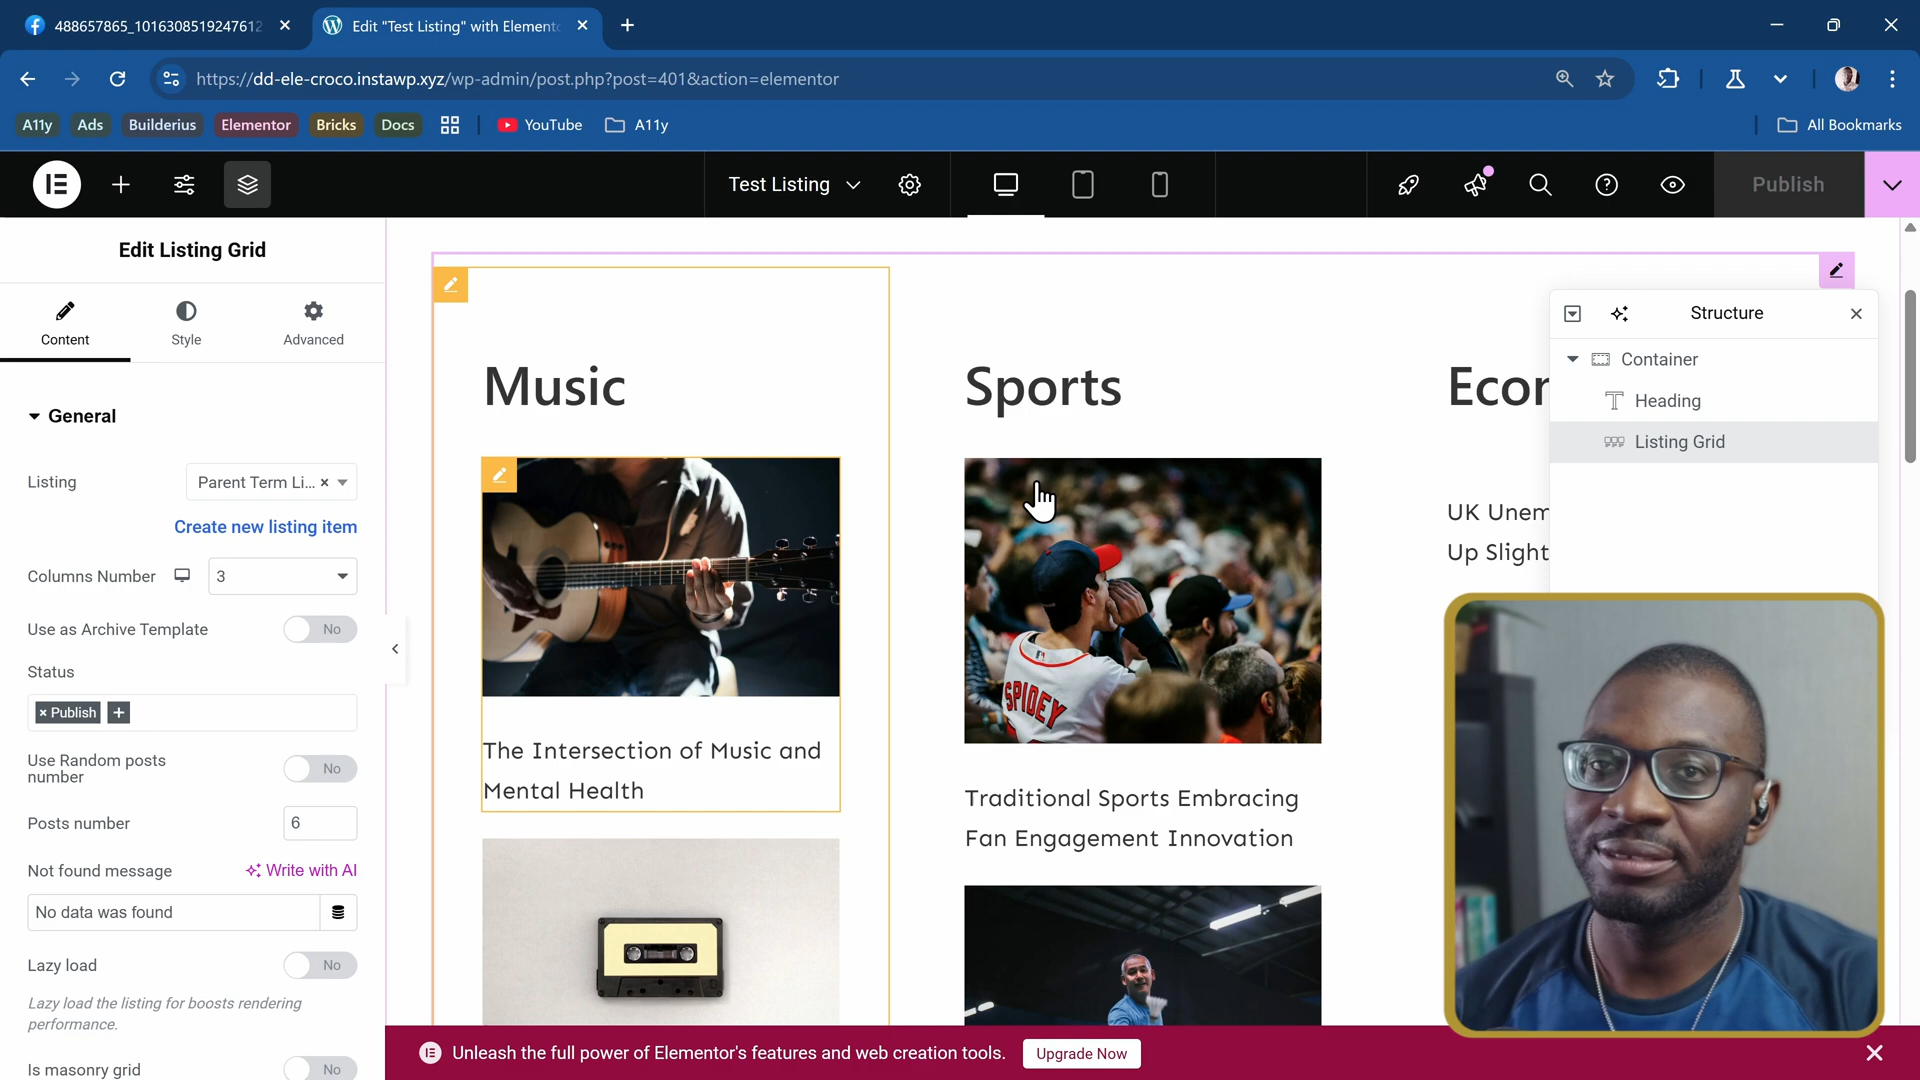 488657865_1016308519247612
Edit "Test Listing" with Elemento
https://dd-ele-croco.instawp.xyz/wp-admin/post.php?post=401&action=elementor
A11y
Ads
Builderius
Elementor
Bricks
Docs
YouTube
A11y
All Bookmarks
Test Listing
Publish
Edit Listing Grid
Content
Style
Advanced
General
Listing
Parent Term Li...
Create new listing item
Columns Number
3
Use as Archive Template
No
Status
× Publish
+
Use Random posts
number
No
Posts number
6
Not found message
Write with AI
No data was found
Lazy load
No
Lazy load the listing for boosts rendering
performance.
Is masonry grid
No
Music
The Intersection of Music and
Mental Health
Sports
SPIDEY
Traditional Sports Embracing
Fan Engagement Innovation
Econ
UK Unem
Up Slight
Structure
Container
Heading
Listing Grid
Unleash the full power of Elementor's features and web creation tools.
Upgrade Now